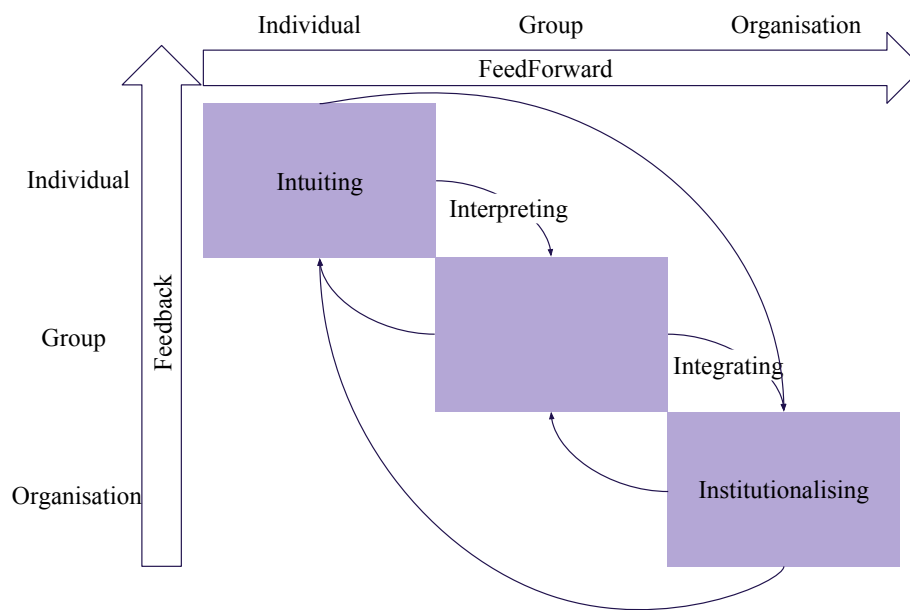 Individual
Group
Organisation
FeedForward
Individual
Intuiting
Interpreting
Feedback
Group
Integrating
Organisation
Institutionalising